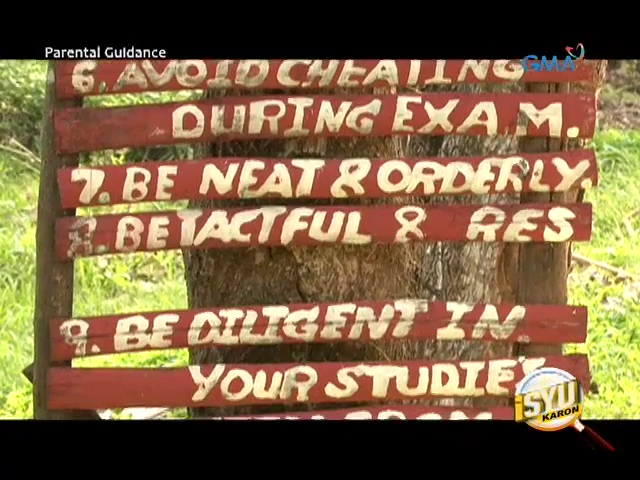 Parental Guidance
GMA
6. AVOID CHEATING
DURING EXAM.
7. BE NEAT & ORDERLY.
8. BE TACTFUL & RES
9. BE DILIGENT IN
YOUR STUDIES
iSYU
KARON